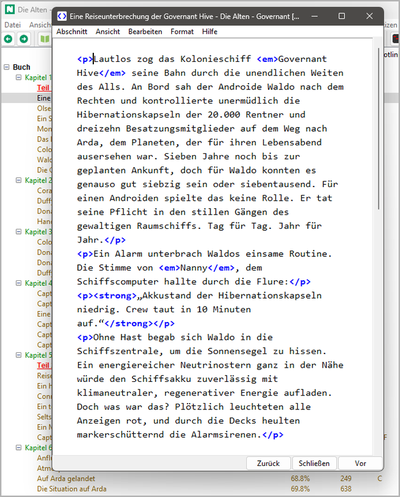 Die Alten -
Eine Reiseunterbrechung der Governant Hive - Die Alten - Governant [...
Datei
Abschnitt Ansicht Bearbeiten Format Hilfe
Buch
Kapitel 1
Teil
Eine
Kapitel 2
Kapitel 3
Kapitel 4
Kapitel 5
Teil
Kapitel 6
<p>Lautlos zog das Kolonieschiff <em>Governant
Hive</em> seine Bahn durch die unendlichen Weiten
des Alls. An Bord sah der Androide Waldo nach dem
Rechten und kontrollierte unermüdlich die
Hibernationskapseln der 20.000 Rentner und
dreizehn Besatzungsmitglieder auf dem Weg nach
Arda, dem Planeten, der für ihren Lebensabend
ausersehen war. Sieben Jahre noch bis zur
geplanten Ankunft, doch für Waldo konnten es
genauso gut siebzig sein oder siebentausend. Für
einen Androiden spielte das keine Rolle. Er tat
seine Pflicht in den stillen Gängen des
gewaltigen Raumschiffs. Tag für Tag. Jahr für
Jahr.</p>
<p>Ein Alarm unterbrach Waldos einsame Routine.
Die Stimme von <em>Nanny</em>, dem
Schiffscomputer hallte durch die Flure:</p>
<p><strong>„Akkustand der Hibernationskapseln
niedrig. Crew taut in 10 Minuten
auf.“</strong></p>
<p>Ohne Hast begab sich Waldo in die
Schiffszentrale, um die Sonnensegel zu hissen.
Ein energiereicher Neutrinostern ganz in der Nähe
würde den Schiffsakku zuverlässig mit
klimaneutraler, regenerativer Energie aufladen.
Doch was war das? Plötzlich leuchteten alle
Anzeigen rot, und durch die Decks heulten
markerschütternd die Alarmsirenen.</p>
Zurück Schließen Vor
Auf Arda gelandet 68.8% 249 C
Die Situation auf Arda 69.8% 638